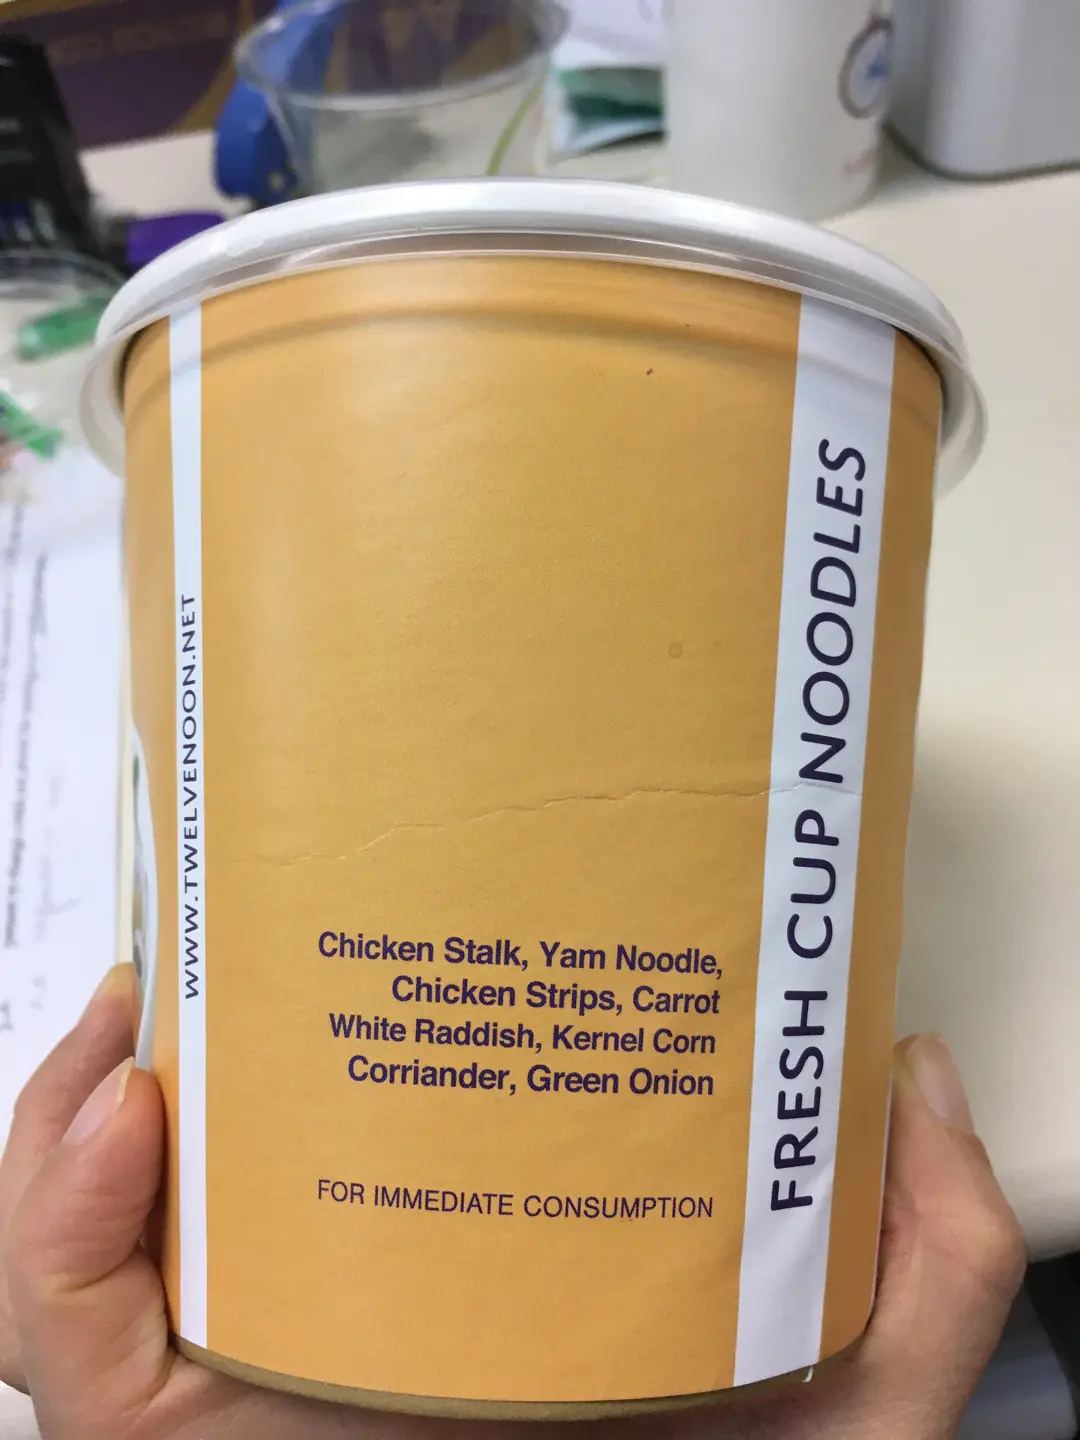 WWW.TWELVENOON.NET
Chicken Stalk, Yam Noodle,
Chicken Strips, Carrot
White Raddish, Kernel Corn
Corriander, Green Onion
FOR IMMEDIATE CONSUMPTION
FRESH CUP NOODLES